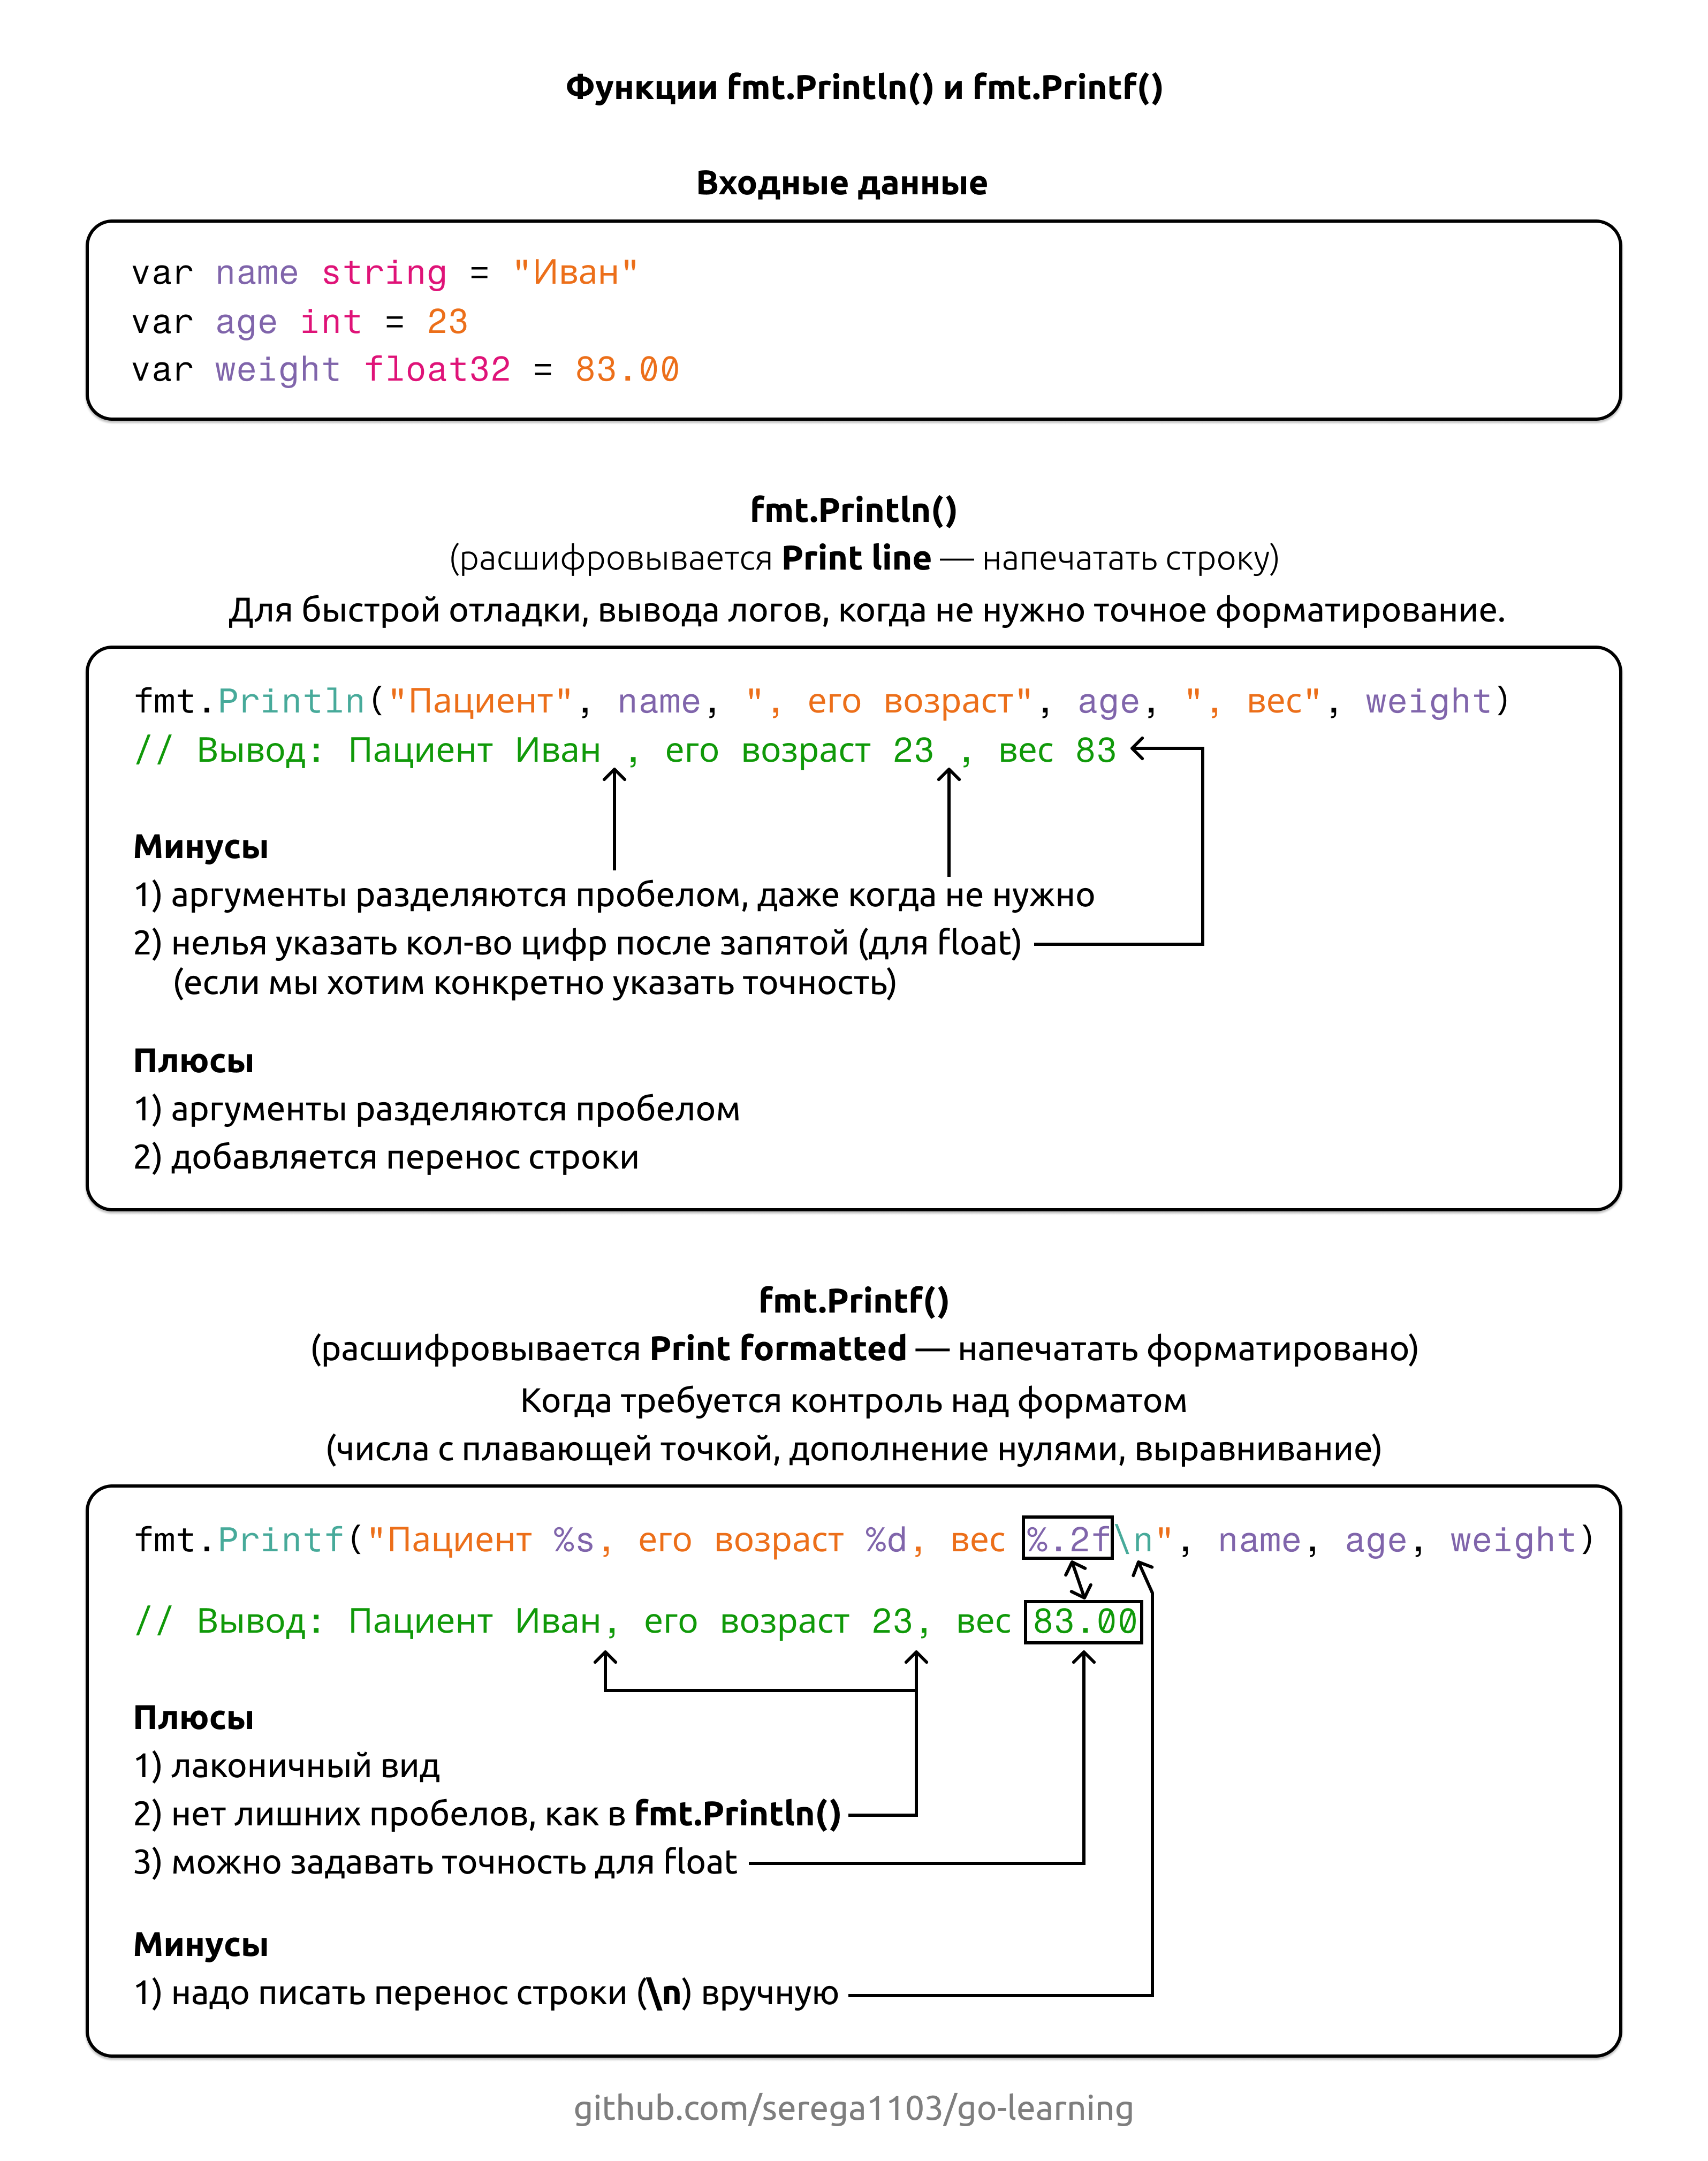 Функции fmt.Println() и fmt.Printf()
Входные данные
var name string = "Иван"
var age int = 23
var weight float32 = 83.00
fmt.Println()
(расшифровывается Print line — напечатать строку)
Для быстрой отладки, вывода логов, когда не нужно точное форматирование.
fmt.Println("Пациент", name, ", его возраст", age, ", вес", weight)
// Вывод: Пациент Иван , его возраст 23 , вес 83
Минусы
1) аргументы разделяются пробелом, даже когда не нужно
2) нелья указать кол-во цифр после запятой (для float)
(если мы хотим конкретно указать точность)
Плюсы
1) аргументы разделяются пробелом
2) добавляется перенос строки
fmt.Printf()
(расшифровывается Print formatted — напечатать форматировано)
Когда требуется контроль над форматом
(числа с плавающей точкой, дополнение нулями, выравнивание)
fmt.Printf("Пациент %s, его возраст %d, вес %.2f\n", name, age, weight)
// Вывод: Пациент Иван, его возраст 23, вес 83.00
Плюсы
1) лаконичный вид
2) нет лишних пробелов, как в fmt.Println()
3) можно задавать точность для float
Минусы
1) надо писать перенос строки (\n) вручную
github.com/serega1103/go-learning